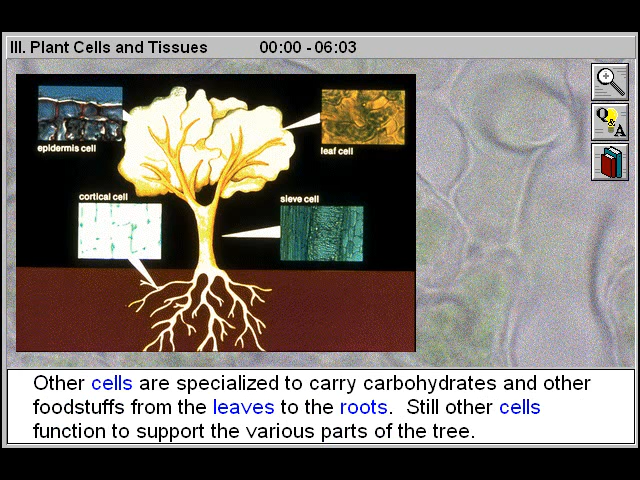 III. Plant Cells and Tissues 00:00 - 06:03
Q & A
epidermis cell
leaf cell
cortical cell
sieve cell
Other cells are specialized to carry carbohydrates and other
foodstuffs from the leaves to the roots. Still other cells
function to support the various parts of the tree.